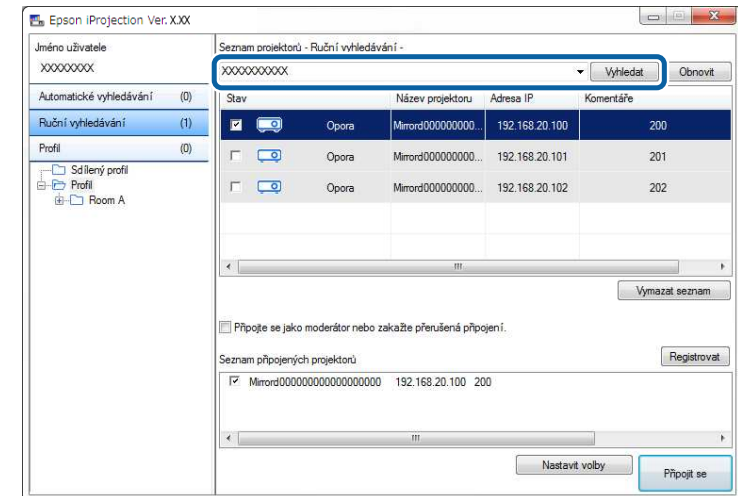 Epson iProjection Ver. X.XX
Jméno uživatele
XXXXXXXX
Automatické vyhledávání (0)
Ruční vyhledávání (1)
Profil (0)
Sdílený profil
Profil
Room A
Seznam projektorů - Ruční vyhledávání -
XXXXXXXXXX Vyhledat Obnovit
Stav Název projektoru Adresa IP Komentáře
Opora Mirrord000000000... 192.168.20.100 200
Opora Mirrord000000000... 192.168.20.101 201
Opora Mirrord000000000... 192.168.20.102 202
Vymazat seznam
Připojte se jako moderátor nebo zakažte přerušená připojení.
Seznam připojených projektorů Registrovat
Mirrord000000000000000000 192.168.20.100 200
Nastavit volby Připojit se